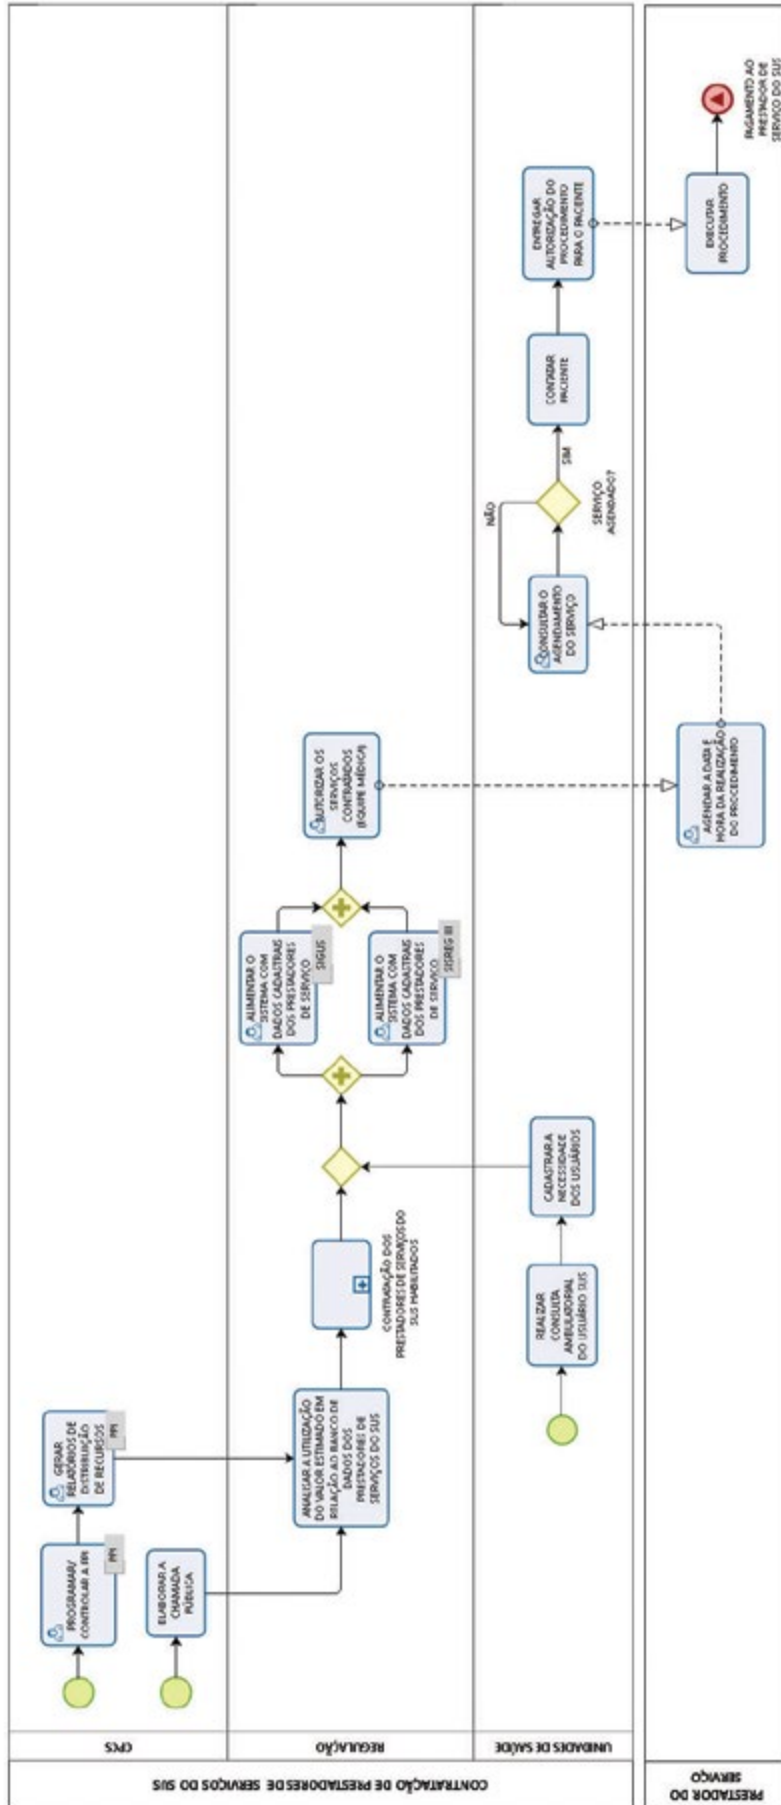 CONTRATAÇÃO DE PRESTADORES DE SERVIÇOS DO SUS
CPCS
PROGRAMAR/
CONTROLAR A PPI
PPI
GERAR
RELATÓRIOS DE
DISTRIBUIÇÃO
DE RECURSOS
PPI
ELABORAR A
CHAMADA
PÚBLICA
REGULAÇÃO
ANALISAR A UTILIZAÇÃO
DO VALOR ESTIMADO EM
RELAÇÃO AO BANCO DE
DADOS DOS
PRESTADORES DE
SERVIÇOS DO SUS
CONTRATAÇÃO DOS
PRESTADORES DE SERVIÇOS DO
SUS HABILITADOS
ALIMENTAR O
SISTEMA COM
DADOS CADASTRAIS
DOS PRESTADORES
DE SERVIÇO
SIGUS
ALIMENTAR O
SISTEMA COM
DADOS CADASTRAIS
DOS PRESTADORES
DE SERVIÇO
SISREG III
AUTORIZAR OS
SERVIÇOS
CONTRATADOS
(EQUIPE MÉDICA)
UNIDADES DE SAÚDE
REALIZAR
CONSULTA
AMBULATORIAL
DO USUÁRIO SUS
CADASTRAR A
NECESSIDADE
DOS USUÁRIOS
CONSULTAR O
AGENDAMENTO
DO SERVIÇO
NÃO
SERVIÇO
AGENDADO?
SIM
CONTATAR
PACIENTE
ENTREGAR
AUTORIZAÇÃO DO
PROCEDIMENTO
PARA O PACIENTE
PRESTADOR DO
SERVIÇO
AGENDAR A DATA E
HORA DA REALIZAÇÃO
DO PROCEDIMENTO
EXECUTAR
PROCEDIMENTO
PAGAMENTO AO
PRESTADOR DE
SERVIÇO DO SUS